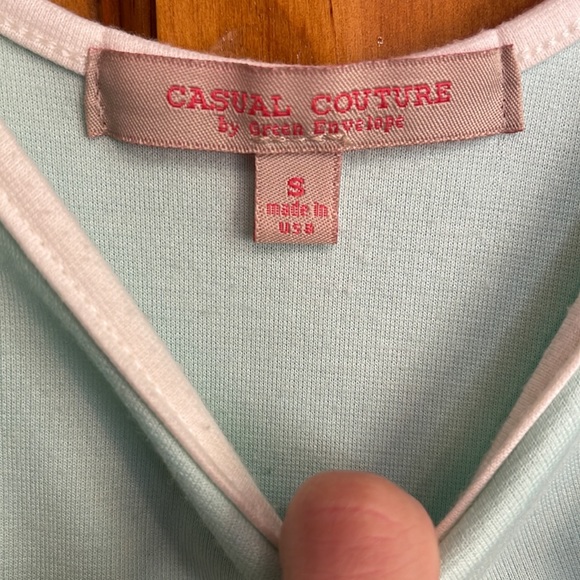 CASUAL COUTURE
By Green Envelope
S
made in
USA